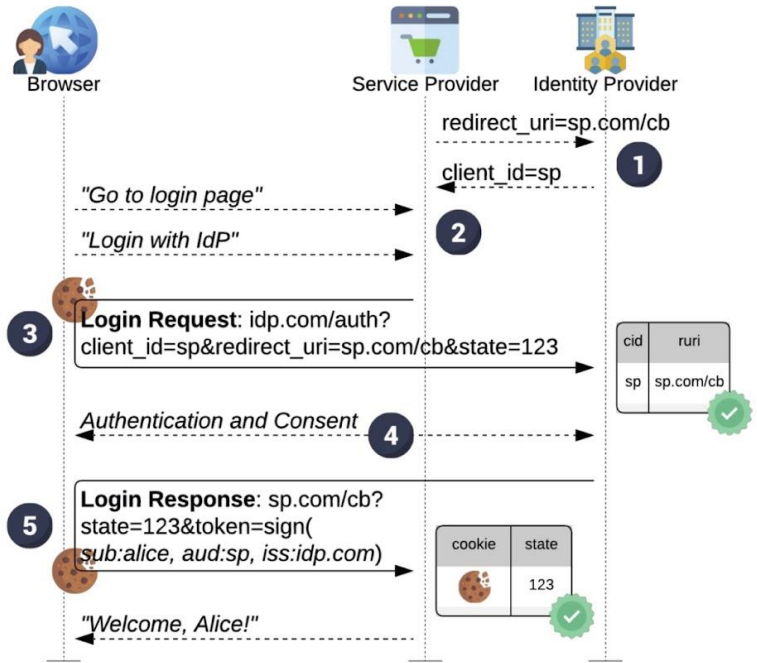 Browser
Service Provider
Identity Provider
redirect_uri=sp.com/cb
1
client_id=sp
"Go to login page"
2
"Login with IdP"
3
Login Request: idp.com/auth?
client_id=sp&redirect_uri=sp.com/cb&state=123
cid ruri
sp sp.com/cb
Authentication and Consent
4
5
Login Response: sp.com/cb?
state=123&token=sign(
sub:alice, aud:sp, iss:idp.com)
cookie state
123
"Welcome, Alice!"